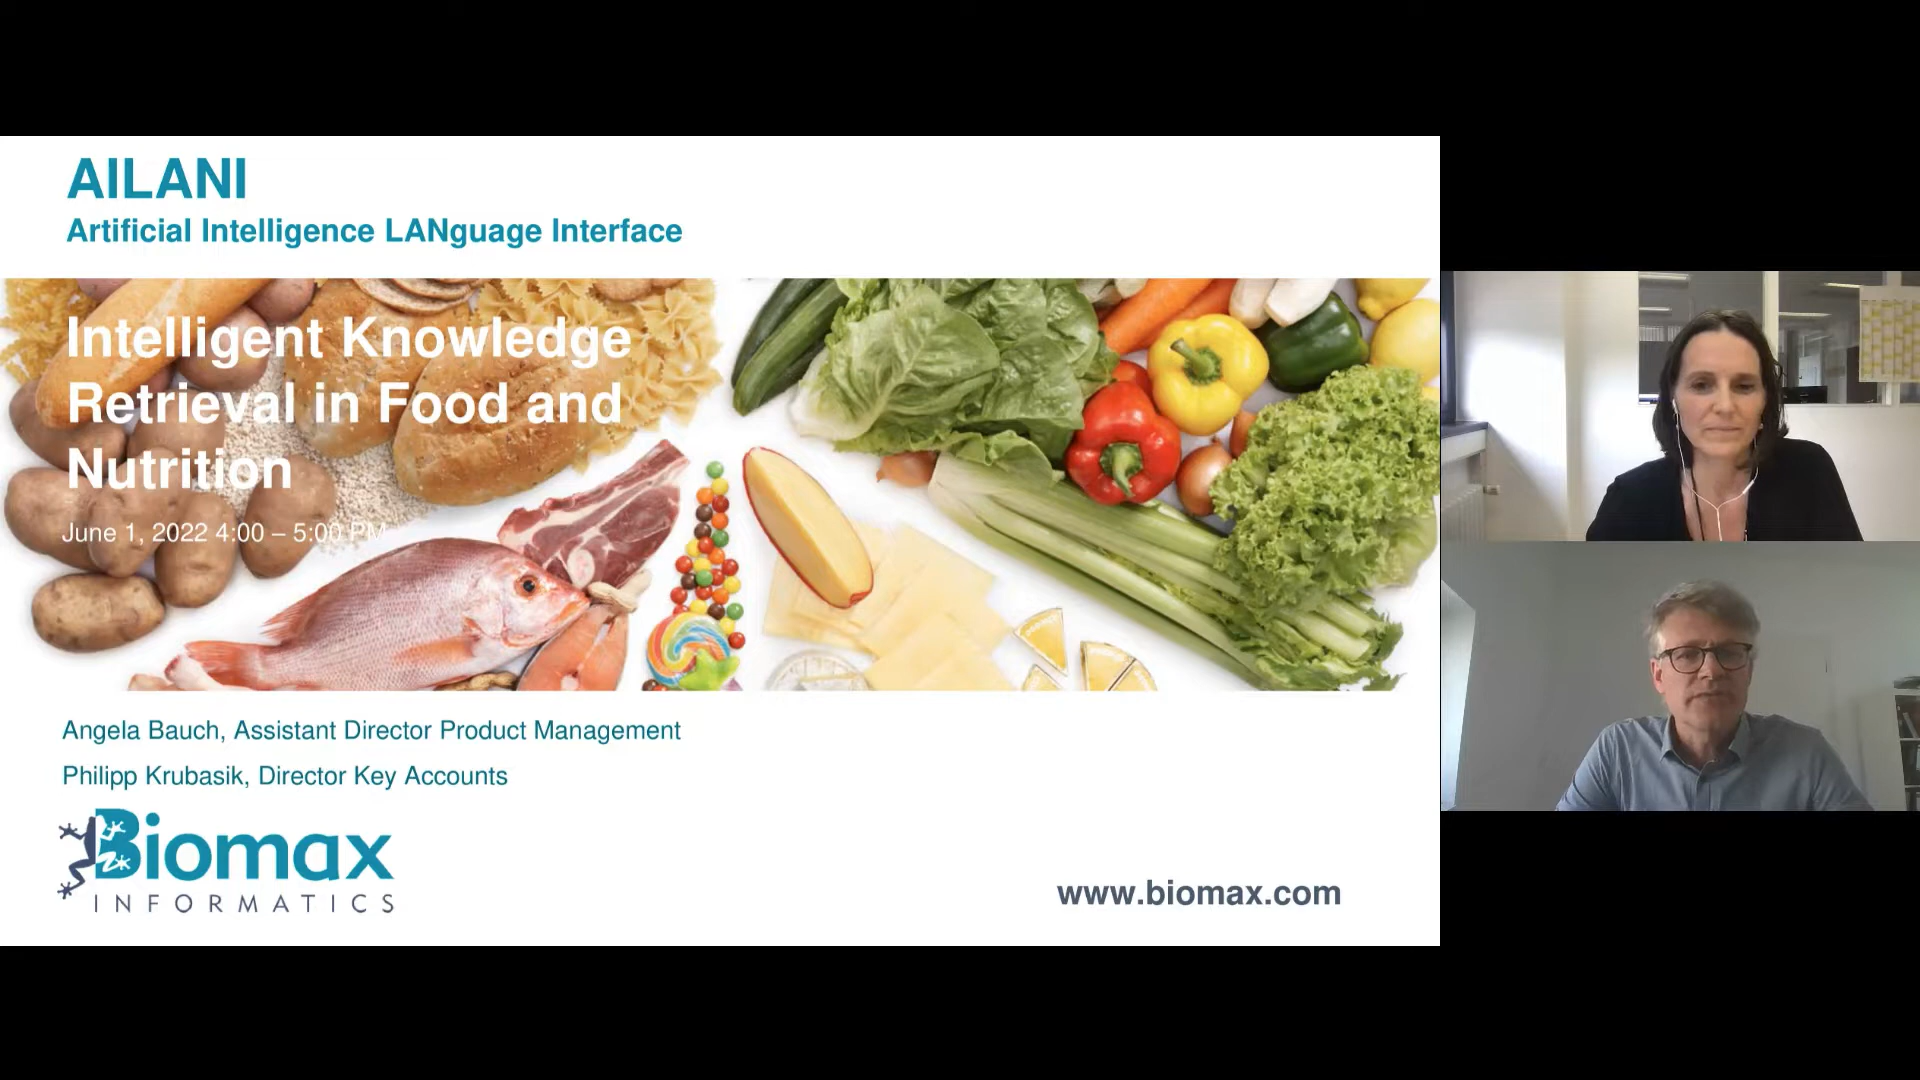 AILANI
Artificial Intelligence LANguage Interface
Intelligent Knowledge
Retrieval in Food and
Nutrition
June 1, 2022 4:00 – 5:00 PM
Angela Bauch, Assistant Director Product Management
Philipp Krubasik, Director Key Accounts
Biomax
INFORMATICS
www.biomax.com